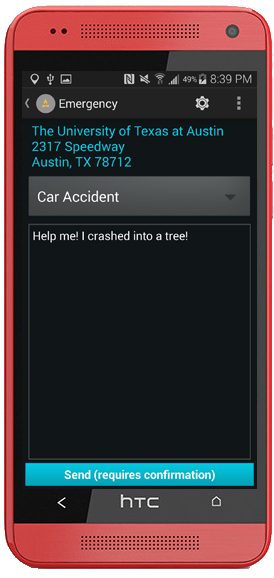 49% 8:39 PM
Emergency
The University of Texas at Austin
2317 Speedway
Austin, TX 78712
Car Accident
Help me! I crashed into a tree!
Send (requires confirmation)
hTC